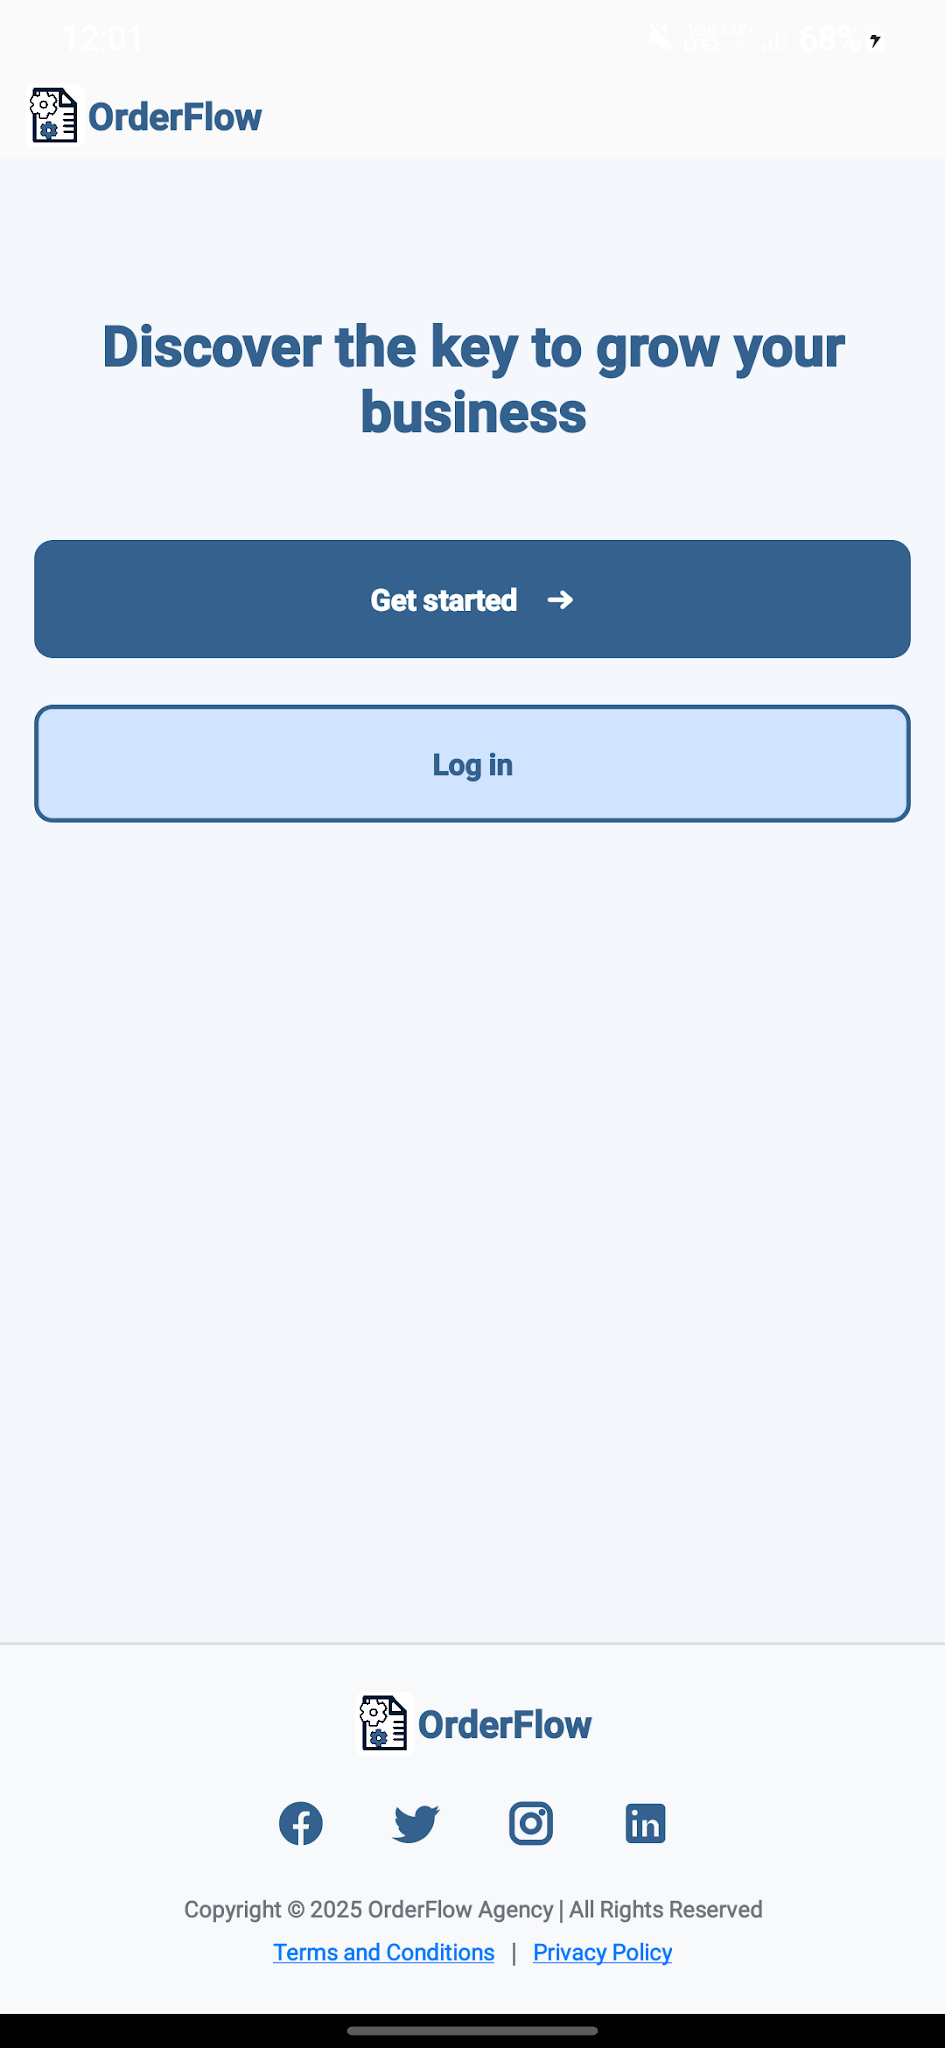 12:01 68%
OrderFlow
Discover the key to grow your
business
Get started →
Log in
OrderFlow
Copyright © 2025 OrderFlow Agency | All Rights Reserved
Terms and Conditions | Privacy Policy